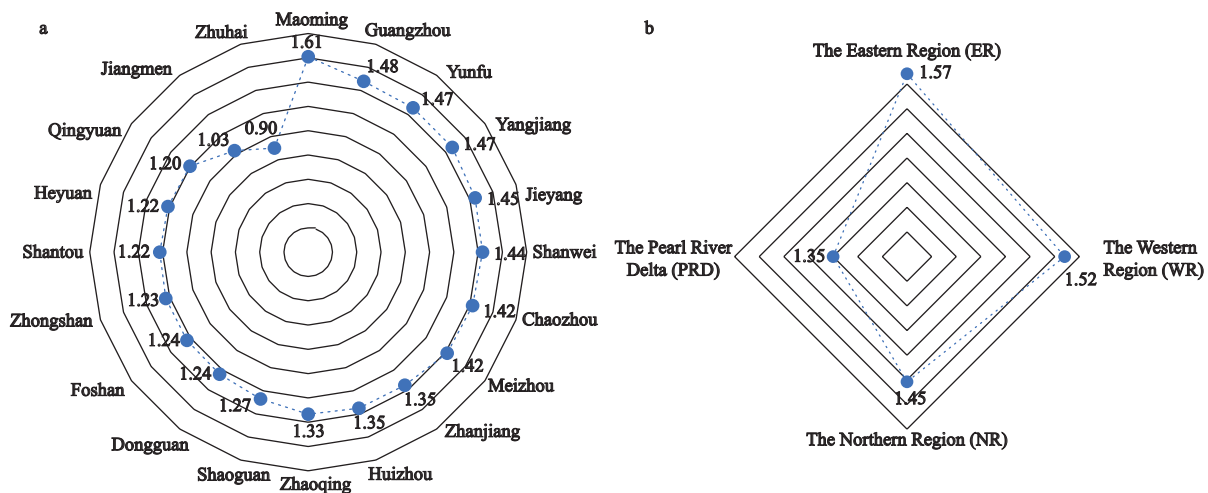 a
Maoming
Guangzhou
Yunfu
Yangjiang
Jieyang
Shanwei
Chaozhou
Meizhou
Zhanjiang
Huizhou
Zhaoqing
Shaoguan
Dongguan
Foshan
Zhongshan
Shantou
Heyuan
Qingyuan
Jiangmen
Zhuhai
1.61
1.48
1.47
1.47
1.45
1.44
1.42
1.42
1.35
1.35
1.33
1.27
1.24
1.24
1.23
1.22
1.22
1.20
1.03
0.90
b
The Eastern Region (ER)
1.57
The Western
Region (WR)
1.52
The Northern Region (NR)
1.45
The Pearl River
Delta (PRD)
1.35